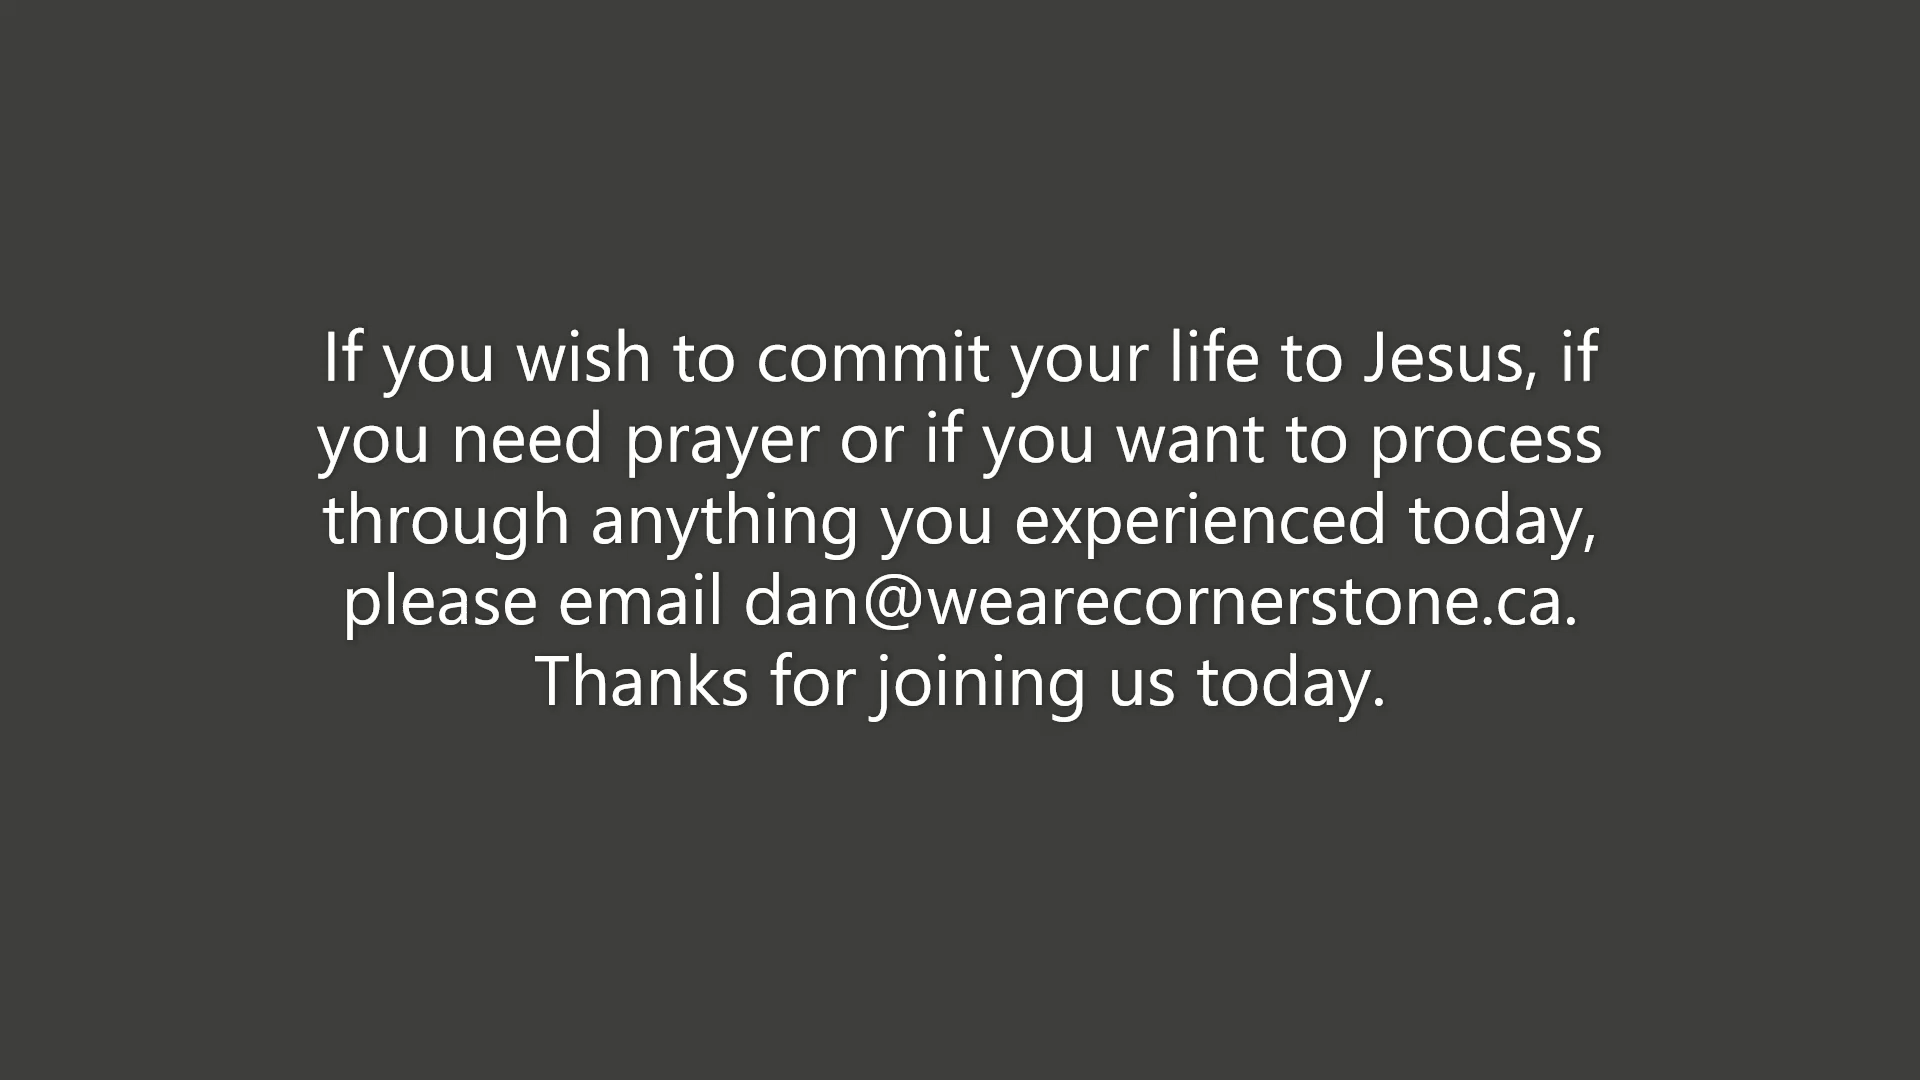 If you wish to commit your life to Jesus, if
you need prayer or if you want to process
through anything you experienced today,
please email dan@wearecornerstone.ca.
Thanks for joining us today.